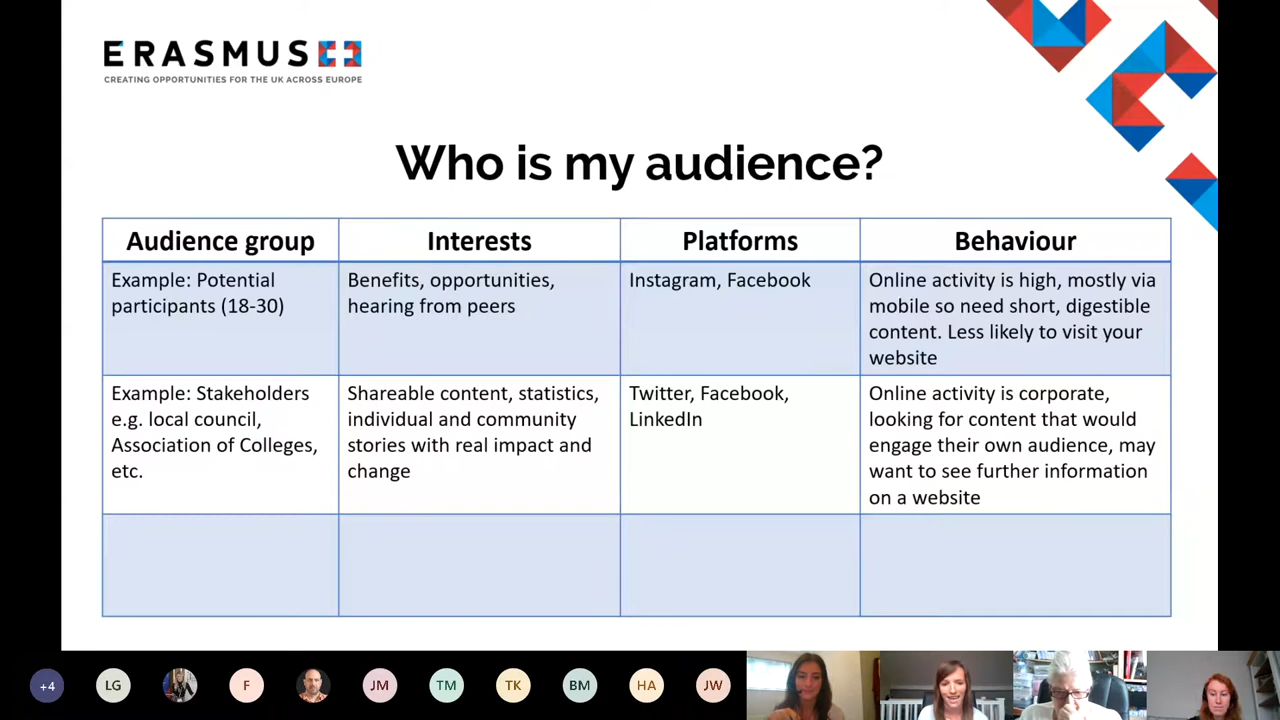 ERASMUS
CREATING OPPORTUNITIES FOR THE UK ACROSS EUROPE
Who is my audience?
Audience group
Interests
Platforms
Behaviour
Example: Potential
participants (18-30)
Benefits, opportunities,
hearing from peers
Instagram, Facebook
Online activity is high, mostly via
mobile so need short, digestible
content. Less likely to visit your
website
Example: Stakeholders
e.g. local council,
Association of Colleges,
etc.
Shareable content, statistics,
individual and community
stories with real impact and
change
Twitter, Facebook,
LinkedIn
Online activity is corporate,
looking for content that would
engage their own audience, may
want to see further information
on a website
+4 LG F JM TM TK BM HA JW